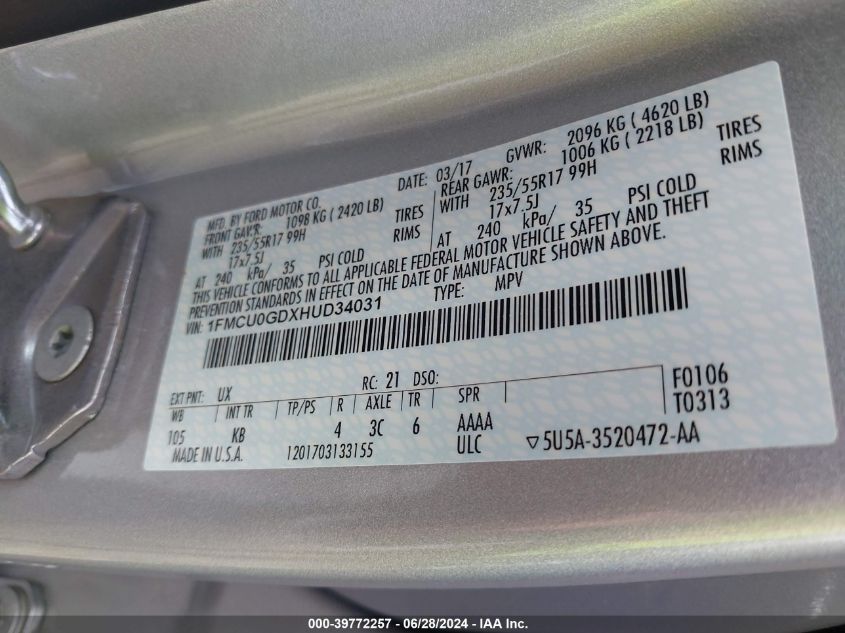 MFD. BY FORD MOTOR CO.
DATE: 03/17 GVWR: 2096 KG ( 4620 LB)
FRONT GAWR: 1098 KG ( 2420 LB)
REAR GAWR: 1006 KG ( 2218 LB)
WITH 235/55R17 99H TIRES
WITH 235/55R17 99H TIRES
17x7.5J RIMS
17x7.5J RIMS
AT 240 kPa/ 35 PSI COLD
AT 240 kPa/ 35 PSI COLD
THIS VEHICLE CONFORMS TO ALL APPLICABLE FEDERAL MOTOR VEHICLE SAFETY AND THEFT
PREVENTION STANDARDS IN EFFECT ON THE DATE OF MANUFACTURE SHOWN ABOVE.
VIN: 1FMCU0GDXHUD34031 TYPE: MPV
EXT PNT: UX RC: 21 DSO: F0106
WB INT TR TP/PS R AXLE TR SPR T0313
105 KB 4 3C 6 AAAA
MADE IN U.S.A. 1201703133155 ULC ▽5U5A-3520472-AA
000-39772257 - 06/28/2024 - IAA Inc.